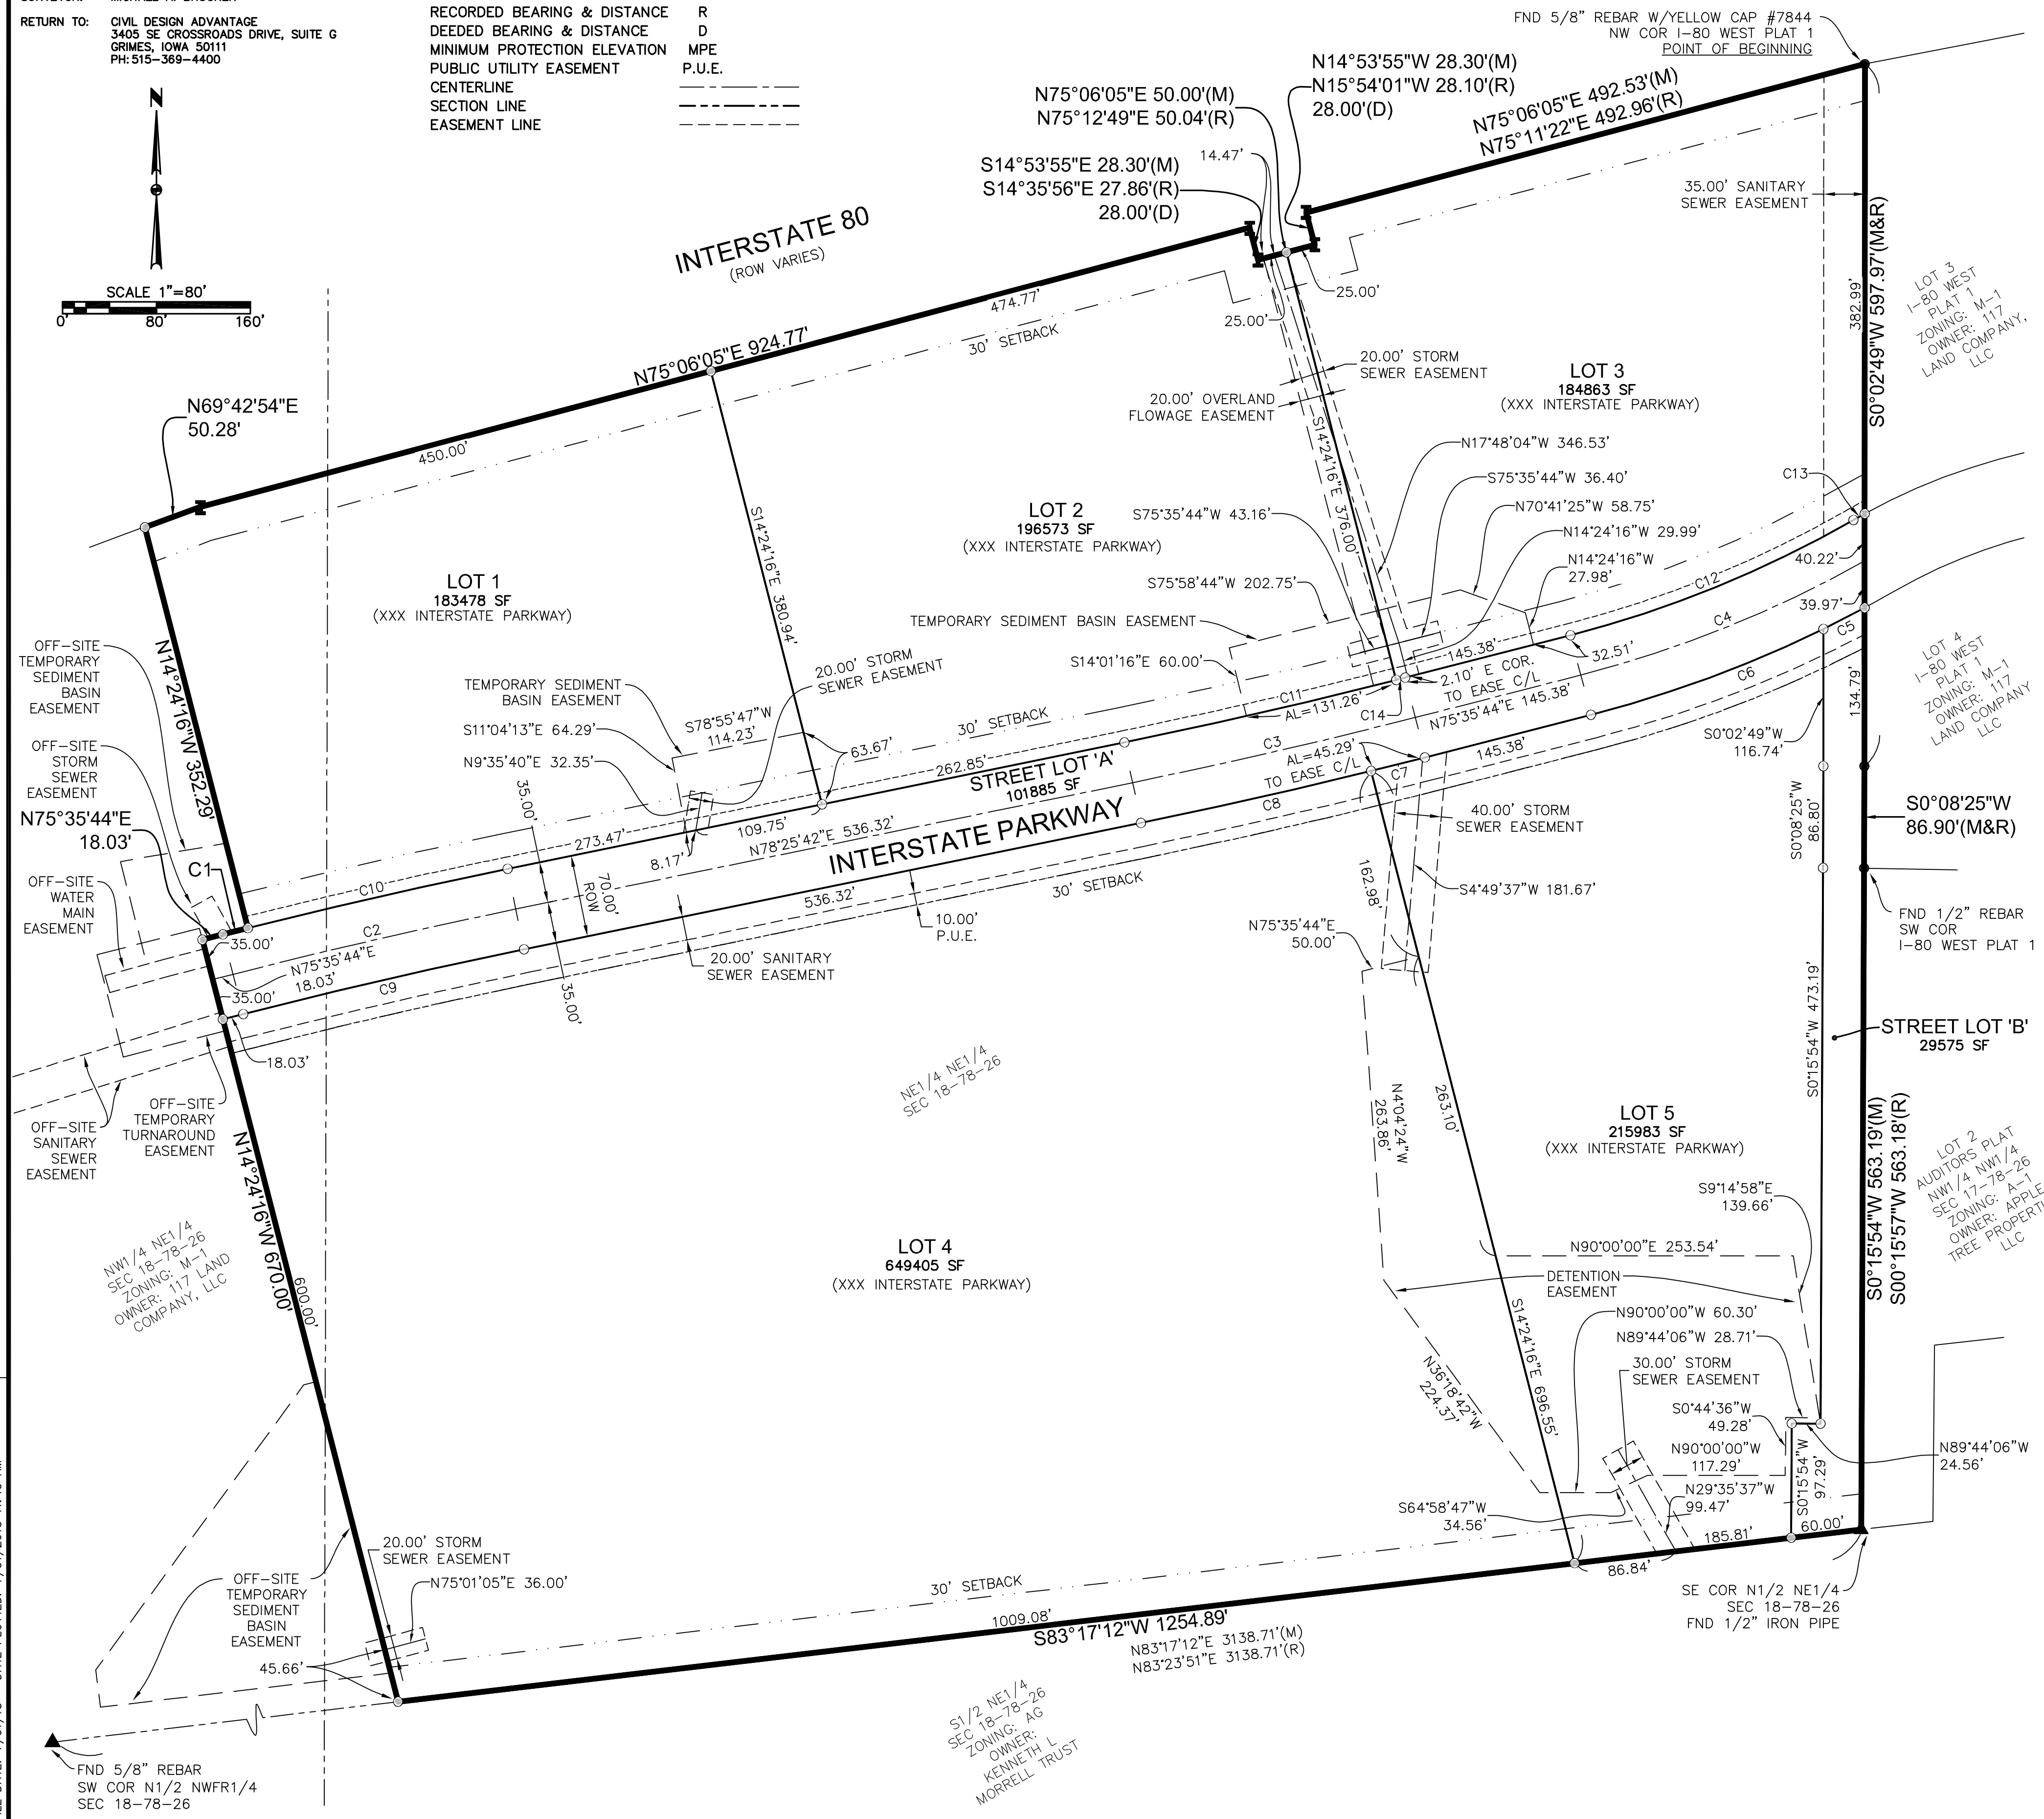 RETURN TO: CIVIL DESIGN ADVANTAGE
3405 SE CROSSROADS DRIVE, SUITE G
GRIMES, IOWA 50111
PH: 515-369-4400
RECORDED BEARING & DISTANCE R
DEEDED BEARING & DISTANCE D
MINIMUM PROTECTION ELEVATION MPE
PUBLIC UTILITY EASEMENT P.U.E.
CENTERLINE
SECTION LINE
EASEMENT LINE
N
SCALE 1"=80'
0' 80' 160'
FND 5/8" REBAR W/YELLOW CAP #7844
NW COR I-80 WEST PLAT 1
POINT OF BEGINNING
N14°53'55"W 28.30'(M)
N15°54'01"W 28.10'(R)
28.00'(D)
N75°06'05"E 50.00'(M)
N75°12'49"E 50.04'(R)
N75°06'05"E 492.53'(M)
N75°11'22"E 492.96'(R)
S14°53'55"E 28.30'(M)
S14°35'56"E 27.86'(R)
28.00'(D)
14.47'
35.00' SANITARY
SEWER EASEMENT
INTERSTATE 80
(ROW VARIES)
S0°02'49"W 597.97'(M&R)
382.99'
LOT 3
I-80 WEST
PLAT 1
ZONING: M-1
OWNER: 117
LAND COMPANY,
LLC
25.00'
25.00'
474.77'
30' SETBACK
N75°06'05"E 924.77'
20.00' STORM
SEWER EASEMENT
20.00' OVERLAND
FLOWAGE EASEMENT
LOT 3
184863 SF
(XXX INTERSTATE PARKWAY)
N69°42'54"E
50.28'
450.00'
S14°24'16"E 376.00'
N17°48'04"W 346.53'
S75°35'44"W 36.40'
C13
N70°41'25"W 58.75'
S75°35'44"W 43.16'
N14°24'16"W 29.99'
N14°24'16"W
27.98'
40.22'
C12
LOT 2
196573 SF
(XXX INTERSTATE PARKWAY)
S14°24'16"E 380.94'
LOT 1
183478 SF
(XXX INTERSTATE PARKWAY)
S75°58'44"W 202.75'
TEMPORARY SEDIMENT BASIN EASEMENT
39.97'
C4
C5
OFF-SITE
TEMPORARY
SEDIMENT
BASIN
EASEMENT
N14°24'16"W 352.29'
S14°01'16"E 60.00'
145.38'
32.51'
2.10' E COR.
TO EASE C/L
20.00' STORM
SEWER EASEMENT
TEMPORARY SEDIMENT
BASIN EASEMENT
C11
AL=131.26'
C14
N75°35'44"E 145.38'
C6
134.79'
LOT 4
I-80 WEST
PLAT 1
ZONING: M-1
OWNER: 117
LAND COMPANY
LLC
S78°55'47"W
114.23'
S11°04'13"E 64.29'
30' SETBACK
63.67'
C3
S0°02'49"W
116.74'
OFF-SITE
STORM
SEWER
EASEMENT
N9°35'40"E 32.35'
262.85'
STREET LOT 'A'
101885 SF
AL=45.29'
TO EASE C/L
145.38'
C7
C8
35.00'
109.75'
273.47'
8.17'
N78°25'42"E 536.32'
INTERSTATE PARKWAY
40.00' STORM
SEWER EASEMENT
S0°08'25"W
86.80'
S0°08'25"W
86.90'(M&R)
N75°35'44"E
18.03'
C1
C10
70.00'
ROW
536.32'
30' SETBACK
162.98'
S4°49'37"W 181.67'
OFF-SITE
WATER
MAIN
EASEMENT
35.00'
C2
10.00'
P.U.E.
N75°35'44"E
50.00'
FND 1/2" REBAR
SW COR
I-80 WEST PLAT 1
N75°35'44"E
18.03'
35.00'
C9
35.00'
20.00' SANITARY
SEWER EASEMENT
18.03'
S0°15'54"W 473.19'
STREET LOT 'B'
29575 SF
NE1/4 NE1/4
SEC 18-78-26
OFF-SITE
TEMPORARY
TURNAROUND
EASEMENT
OFF-SITE
SANITARY
SEWER
EASEMENT
N14°24'16"W 670.00'
600.00'
N4°04'24"W
263.86'
263.10'
LOT 5
215983 SF
(XXX INTERSTATE PARKWAY)
S0°15'54"W 563.19'(M)
S00°15'57"W 563.18'(R)
LOT 2
AUDITORS PLAT
NW1/4 NW1/4
SEC 17-78-26
ZONING: A-1
OWNER: APPLE
LLC
S9°14'58"E
139.66'
NW1/4 NE1/4
SEC 18-78-26
ZONING: M-1
OWNER: 117 LAND
COMPANY, LLC
LOT 4
649405 SF
(XXX INTERSTATE PARKWAY)
N90°00'00"E 253.54'
DETENTION
EASEMENT
N90°00'00"W 60.30'
N89°44'06"W 28.71'
S14°24'16"E 696.55'
N36°18'42"W
224.37'
30.00' STORM
SEWER EASEMENT
S0°44'36"W
49.28'
N90°00'00"W
117.29'
S0°15'54"W
97.29'
N89°44'06"W
24.56'
N29°35'37"W
99.47'
S64°58'47"W
34.56'
185.81'
60.00'
86.84'
20.00' STORM
SEWER EASEMENT
N75°01'05"E 36.00'
OFF-SITE
TEMPORARY
SEDIMENT
BASIN
EASEMENT
45.66'
30' SETBACK
1009.08'
S83°17'12"W 1254.89'
N83°17'12"E 3138.71'(M)
N83°23'51"E 3138.71'(R)
SE COR N1/2 NE1/4
SEC 18-78-26
FND 1/2" IRON PIPE
S1/2 NE1/4
SEC 18-78-26
ZONING: AG
OWNER:
KENNETH L
MORRELL TRUST
FND 5/8" REBAR
SW COR N1/2 NWFR1/4
SEC 18-78-26